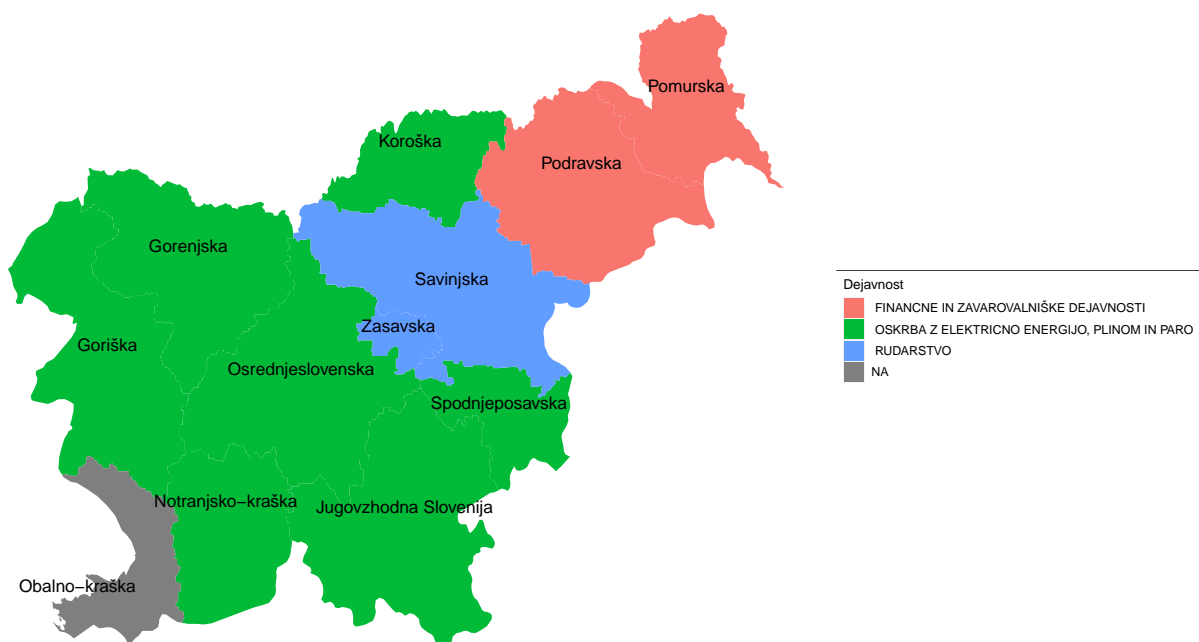 Pomurska
Koroška
Podravska
Gorenjska
Savinjska
Zasavska
Goriška
Osrednjeslovenska
Spodnjeposavska
Notranjsko−kraška
Jugovzhodna Slovenija
Obalno−kraška
Dejavnost
FINANCNE IN ZAVAROVALNIŠKE DEJAVNOSTI
OSKRBA Z ELEKTRICNO ENERGIJO, PLINOM IN PARO
RUDARSTVO
NA